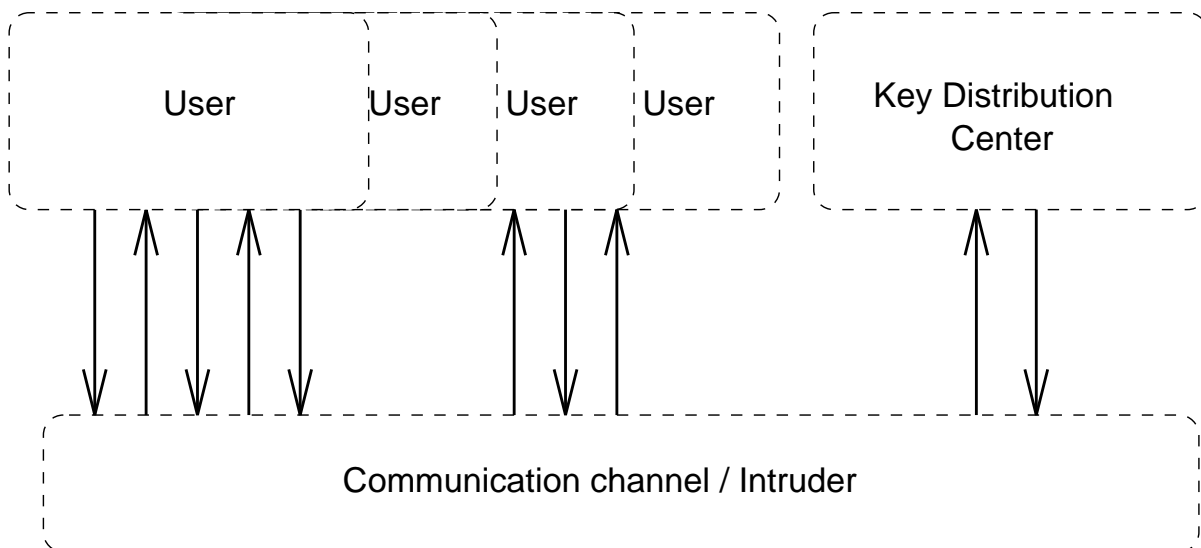 User
User
User
User
Key Distribution
Center
Communication channel / Intruder